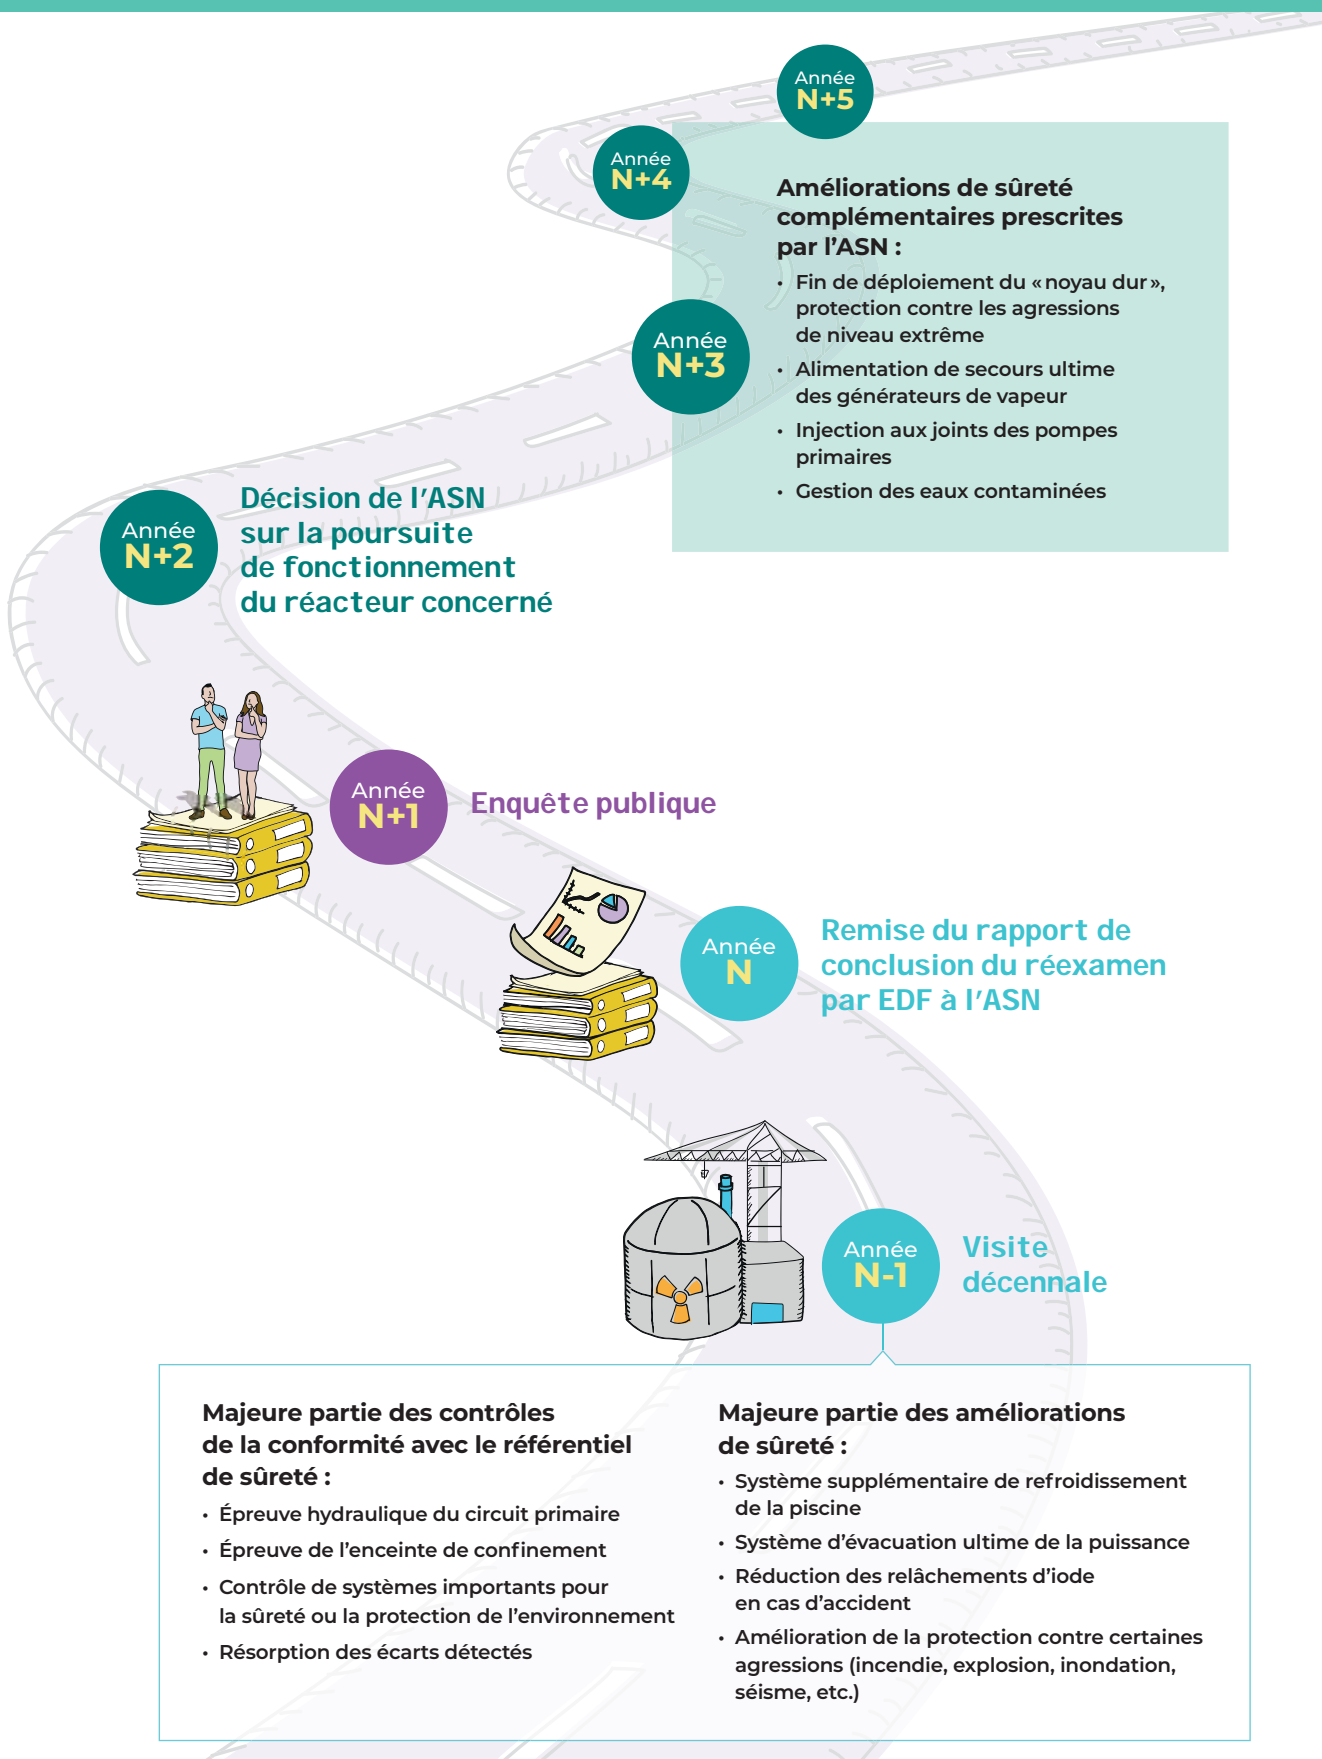 Année
N+5
Année
N+4
Améliorations de sûreté
complémentaires prescrites
par l’ASN :
• Fin de déploiement du « noyau dur »,
protection contre les agressions
de niveau extrême
• Alimentation de secours ultime
des générateurs de vapeur
• Injection aux joints des pompes
primaires
• Gestion des eaux contaminées
Année
N+3
Année
N+2
Décision de l’ASN
sur la poursuite
de fonctionnement
du réacteur concerné
Année
N+1
Enquête publique
Année
N
Remise du rapport de
conclusion du réexamen
par EDF à l’ASN
Année
N-1
Visite
décennale
Majeure partie des contrôles
de la conformité avec le référentiel
de sûreté :
• Épreuve hydraulique du circuit primaire
• Épreuve de l’enceinte de confinement
• Contrôle de systèmes importants pour
la sûreté ou la protection de l’environnement
• Résorption des écarts détectés
Majeure partie des améliorations
de sûreté :
• Système supplémentaire de refroidissement
de la piscine
• Système d’évacuation ultime de la puissance
• Réduction des relâchements d’iode
en cas d’accident
• Amélioration de la protection contre certaines
agressions (incendie, explosion, inondation,
séisme, etc.)